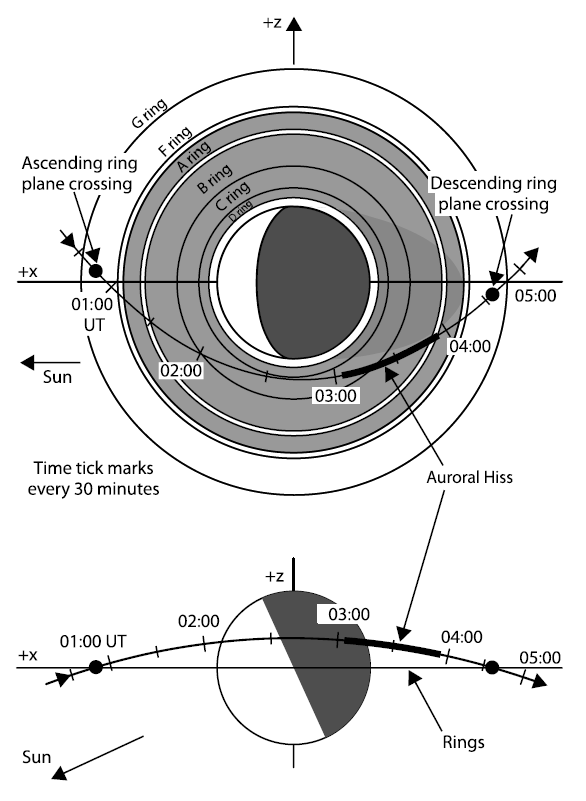 +z
G ring
F ring
A ring
B ring
C ring
D ring
Ascending ring
plane crossing
Descending ring
plane crossing
+x
01:00
UT
05:00
02:00
04:00
03:00
Sun
Time tick marks
every 30 minutes
Auroral Hiss
+z
03:00
02:00
01:00 UT
04:00
+x
05:00
Rings
Sun